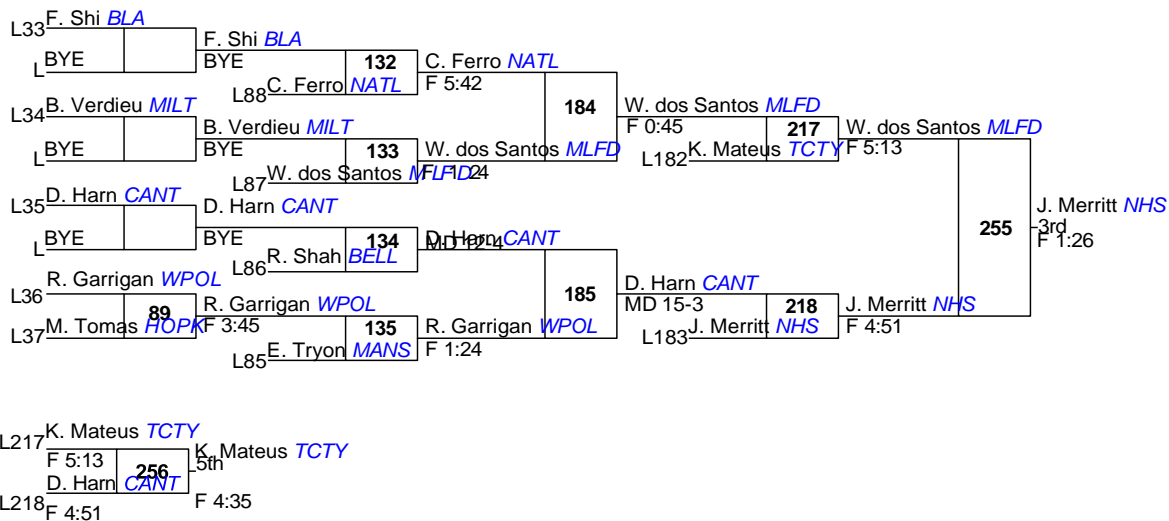 L33 F. Shi BLA
L BYE
F. Shi BLA
BYE
132
L88 C. Ferro NATL
C. Ferro NATL
F 5:42
L34 B. Verdieu MILT
L BYE
B. Verdieu MILT
BYE
133
L87 W. dos Santos MLFD
W. dos Santos MLFD
184
W. dos Santos MLFD
F 0:45
217
L182 K. Mateus TCTY
W. dos Santos MLFD
F 5:13
L35 D. Harn CANT
L BYE
D. Harn CANT
BYE
134
L86 R. Shah BELL
D. Harn CANT
MD 12-4
L36 R. Garrigan WPOL
89
L37 M. Tomas HOPK
R. Garrigan WPOL
F 3:45
135
L85 E. Tryon MANS
R. Garrigan WPOL
F 1:24
185
D. Harn CANT
MD 15-3
218
L183 J. Merritt NHS
J. Merritt NHS
F 4:51
255
J. Merritt NHS
3rd
F 1:26
L217 K. Mateus TCTY
F 5:13
256
L218 D. Harn CANT
F 4:51
K. Mateus TCTY
5th
F 4:35